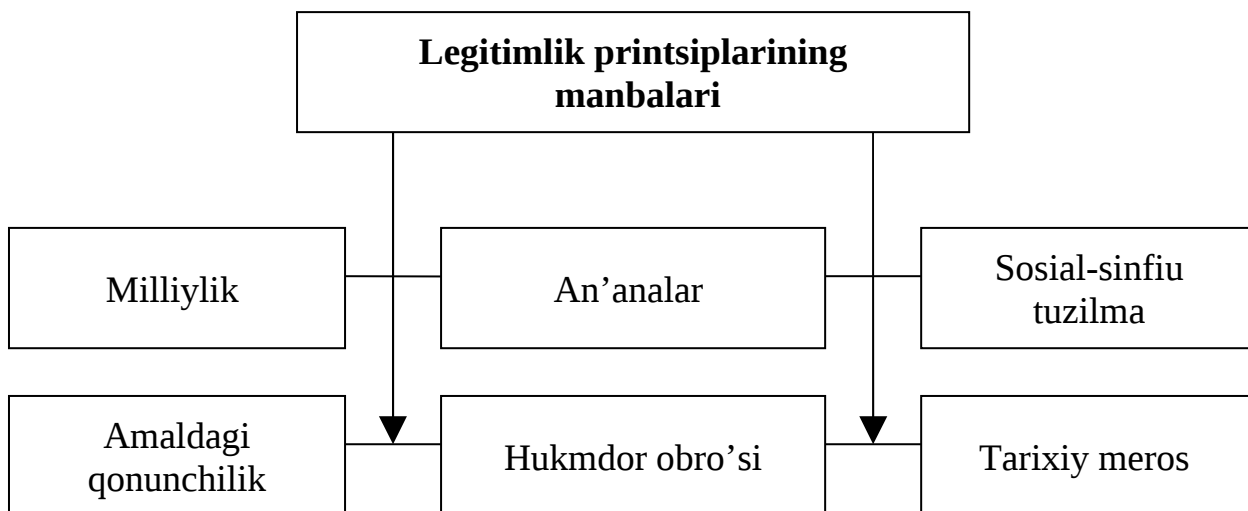 Legitimlik printsiplarining
manbalari
Milliylik
An’analar
Sosial-sinfiu
tuzilma
Amaldagi
qonunchilik
Hukmdor obro’si
Tarixiy meros